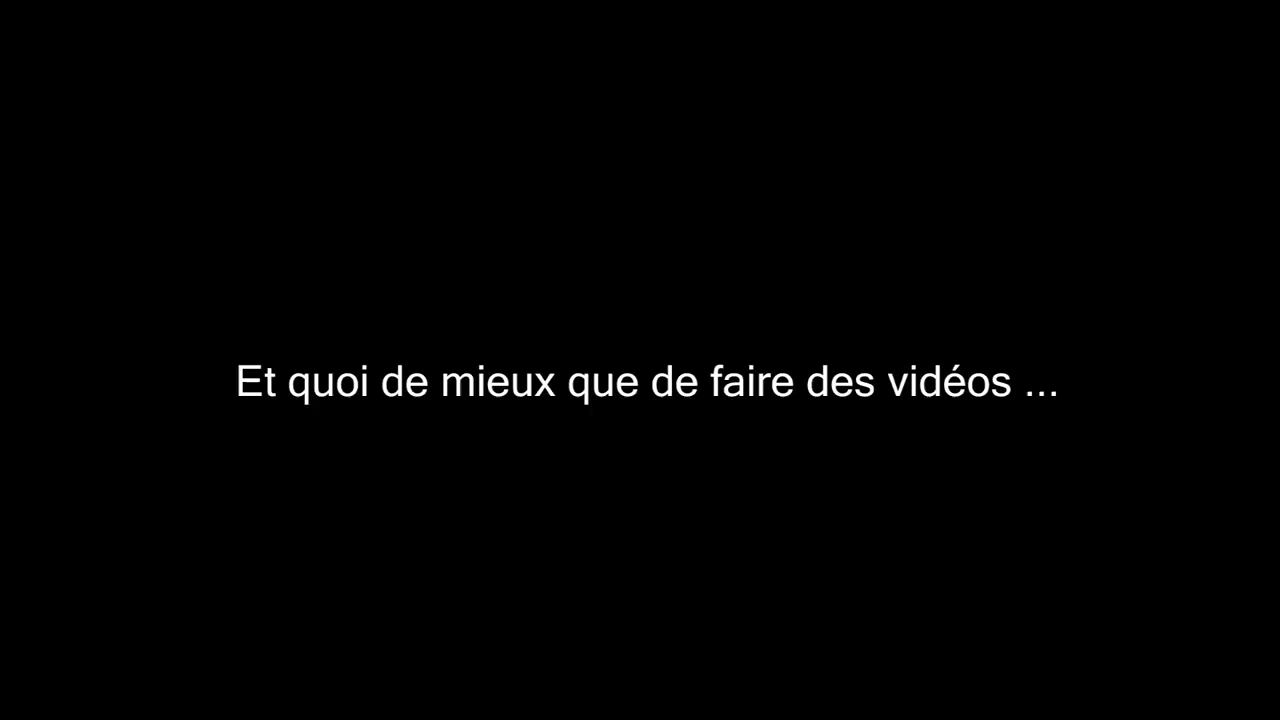 Et quoi de mieux que de faire des vidéos ...